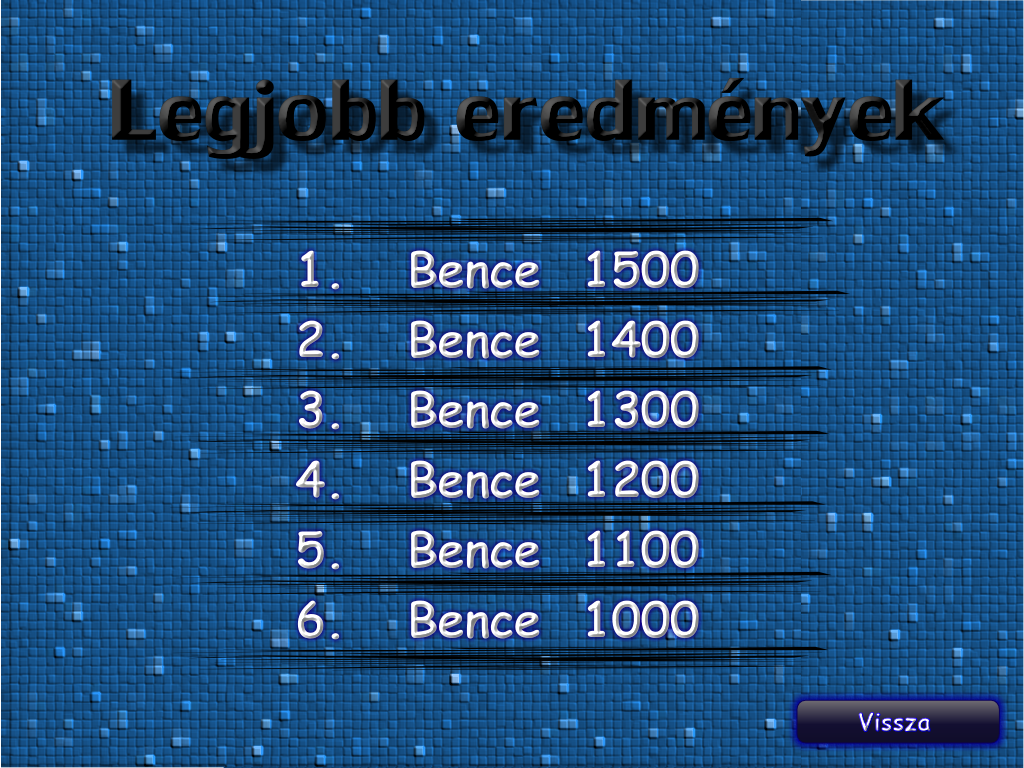 Legjobb eredmények
1. Bence 1500
2. Bence 1400
3. Bence 1300
4. Bence 1200
5. Bence 1100
6. Bence 1000
Vissza